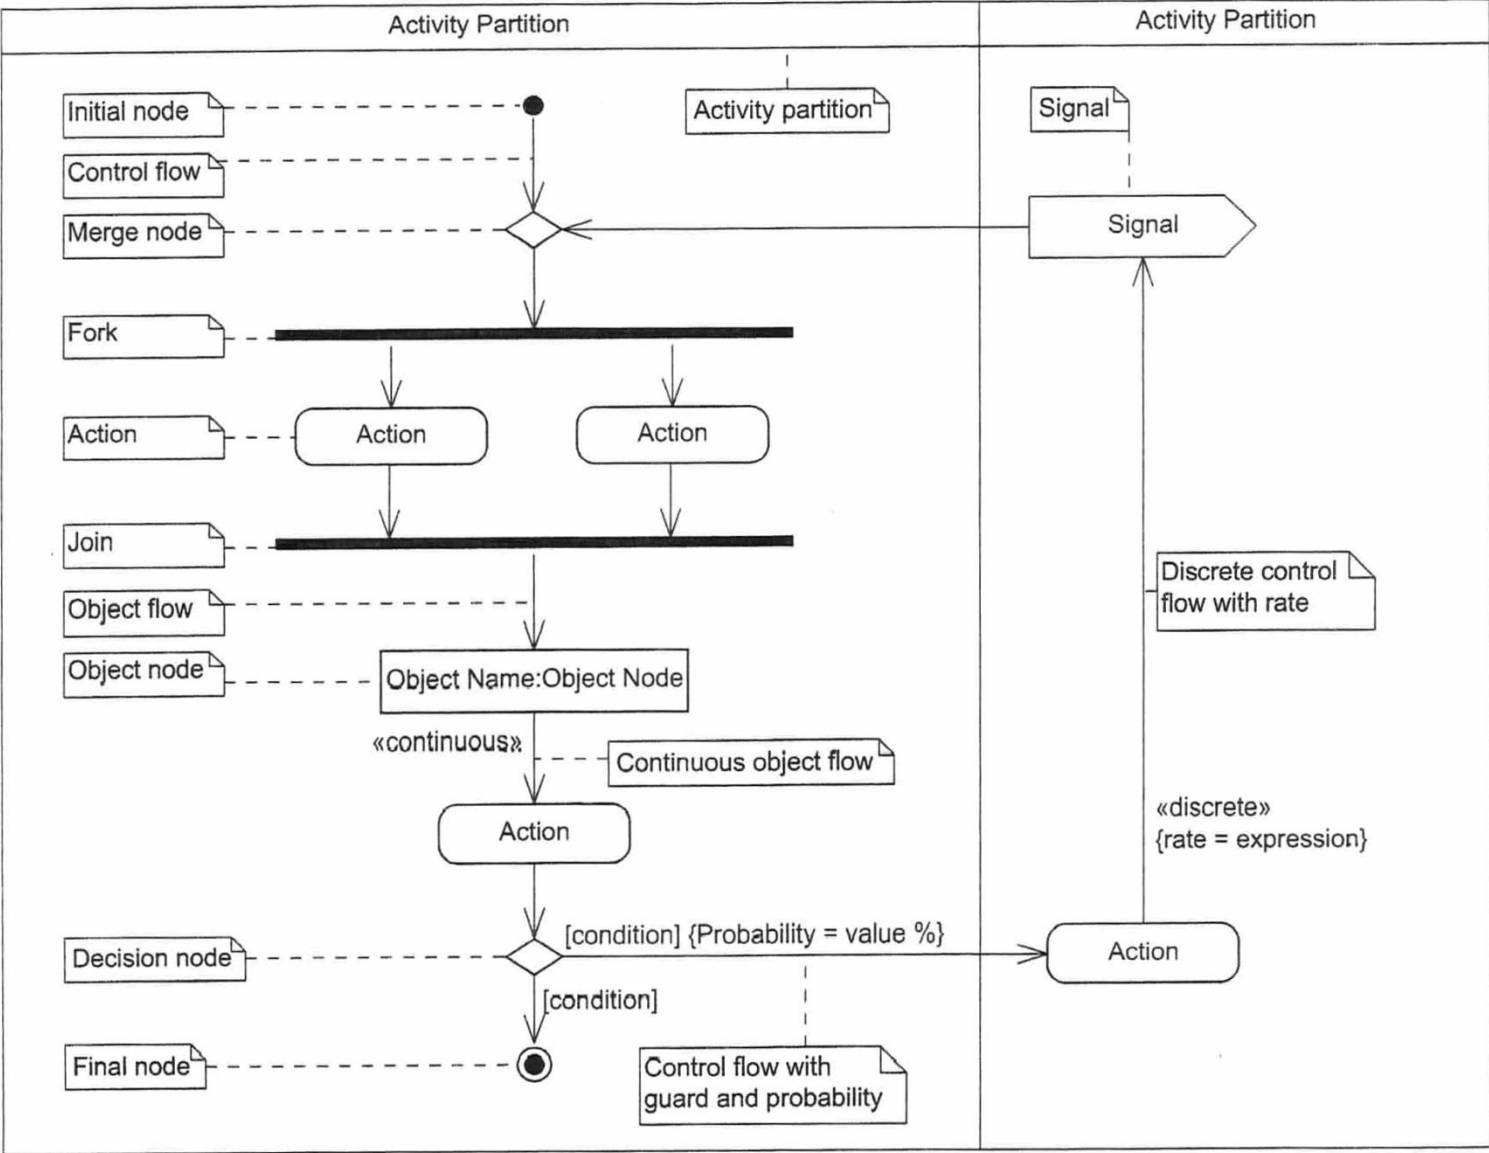 Activity Partition
Activity Partition
Initial node
Activity partition
Signal
Control flow
Merge node
Signal
Fork
Action
Action
Action
Join
Discrete control
flow with rate
Object flow
Object node
Object Name:Object Node
«continuous»
Continuous object flow
Action
«discrete»
{rate = expression}
[condition] {Probability = value %}
Decision node
Action
[condition]
Final node
Control flow with
guard and probability